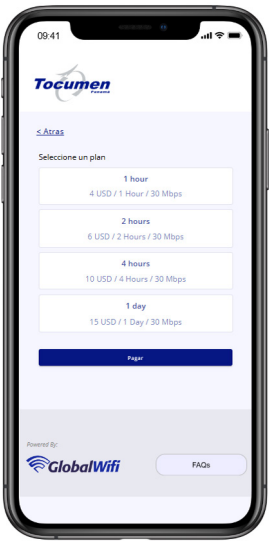 09:41
Tocumen
Panama
< Atras
Seleccione un plan
1 hour
4 USD / 1 Hour / 30 Mbps
2 hours
6 USD / 2 Hours / 30 Mbps
4 hours
10 USD / 4 Hours / 30 Mbps
1 day
15 USD / 1 Day / 30 Mbps
Pagar
Powered By:
GlobalWifi
FAQs